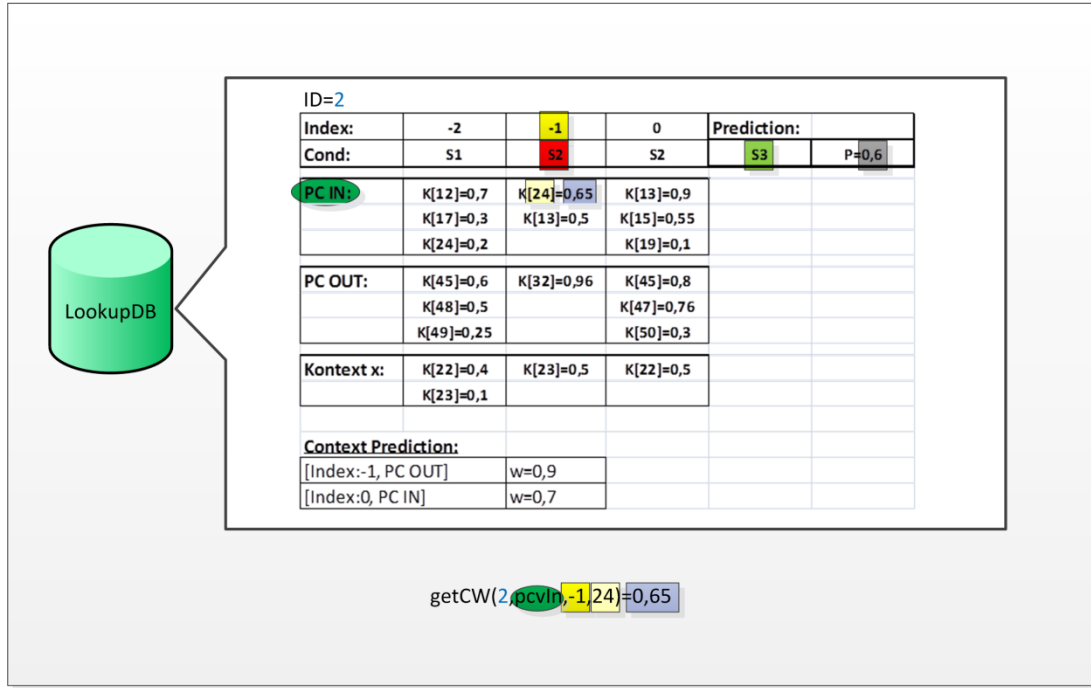 ID=2
Index: -2 -1 0 Prediction:
Cond: S1 S2 S2 S3 P=0,6
PC IN: K[12]=0,7 K[24]=0,65 K[13]=0,9
K[17]=0,3 K[13]=0,5 K[15]=0,55
K[24]=0,2 K[19]=0,1
PC OUT: K[45]=0,6 K[32]=0,96 K[45]=0,8
LookupDB
K[48]=0,5 K[47]=0,76
K[49]=0,25 K[50]=0,3
Kontext x: K[22]=0,4 K[23]=0,5 K[22]=0,5
K[23]=0,1
Context Prediction:
[Index:-1, PC OUT] w=0,9
[Index:0, PC IN] w=0,7
getCW(2,pcvIn,-1,24)=0,65